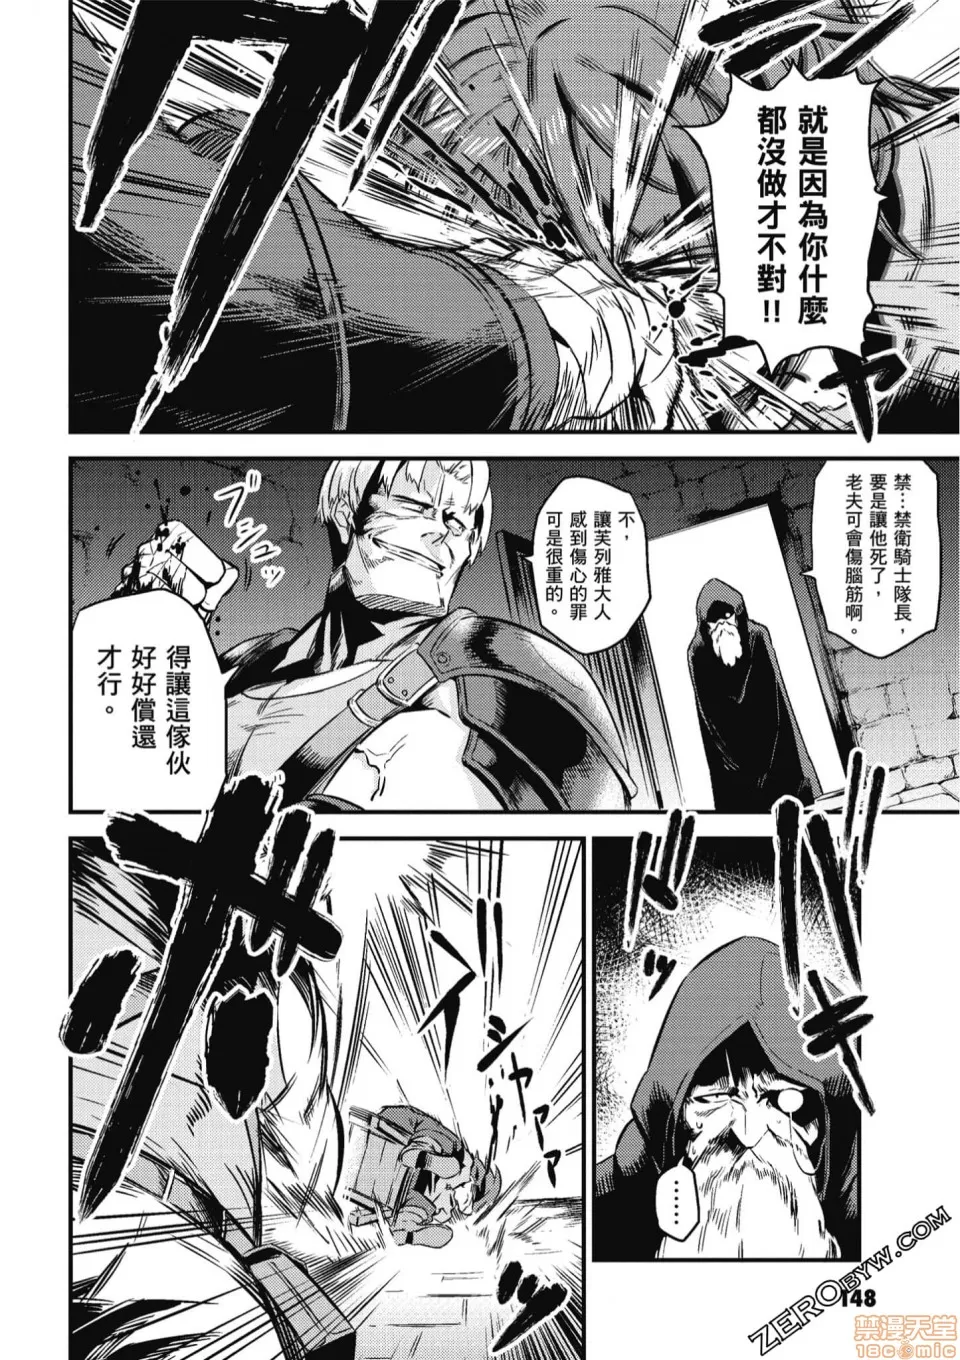 就是因為你什麼
都沒做才不對!!
ャ
禁…禁衛騎士隊長，
要是讓他死了，
老夫可會傷腦筋啊。
不，
讓芙列雅大人
感到傷心的罪
可是很重的。
ブシュッ
得讓這傢伙
好好償還
才行。
……
シャアアア
148
ZEROBYW.COM
禁漫天堂
18comic